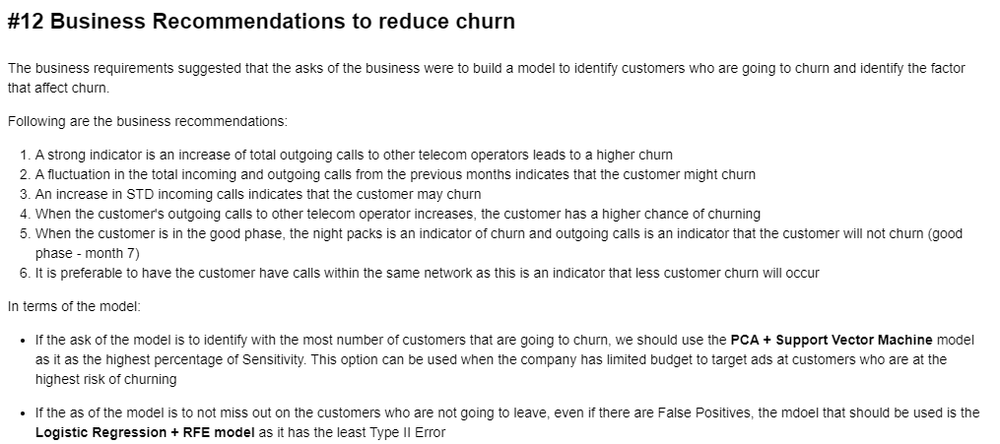 #12 Business Recommendations to reduce churn
The business requirements suggested that the asks of the business were to build a model to identify customers who are going to churn and identify the factor
that affect churn.
Following are the business recommendations:
1. A strong indicator is an increase of total outgoing calls to other telecom operators leads to a higher churn
2. A fluctuation in the total incoming and outgoing calls from the previous months indicates that the customer might churn
3. An increase in STD incoming calls indicates that the customer may churn
4. When the customer's outgoing calls to other telecom operator increases, the customer has a higher chance of churning
5. When the customer is in the good phase, the night packs is an indicator of churn and outgoing calls is an indicator that the customer will not churn (good
phase - month 7)
6. It is preferable to have the customer have calls within the same network as this is an indicator that less customer churn will occur
In terms of the model:
• If the ask of the model is to identify with the most number of customers that are going to churn, we should use the PCA + Support Vector Machine model
as it as the highest percentage of Sensitivity. This option can be used when the company has limited budget to target ads at customers who are at the
highest risk of churning
• If the as of the model is to not miss out on the customers who are not going to leave, even if there are False Positives, the mdoel that should be used is the
Logistic Regression + RFE model as it has the least Type II Error